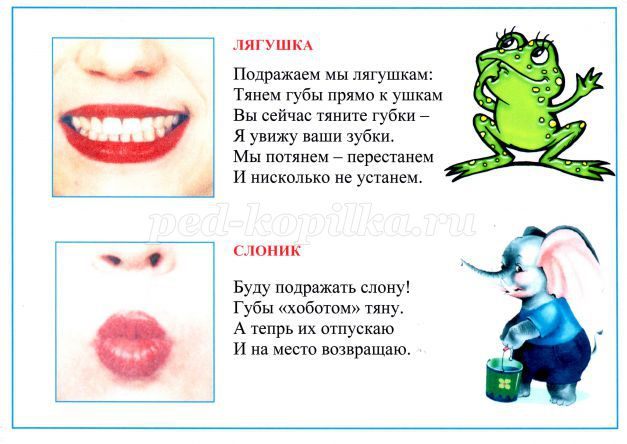 ЛЯГУШКА
Подражаем мы лягушкам:
Тянем губы прямо к ушкам
Вы сейчас тяните губки –
Я увижу ваши зубки.
Мы потянем – перестанем
И нисколько не устанем.
ped-kopilka.ru
СЛОНИК
Буду подражать слону!
Губы «хоботом» тяну.
А тепрь их отпускаю
И на место возвращаю.